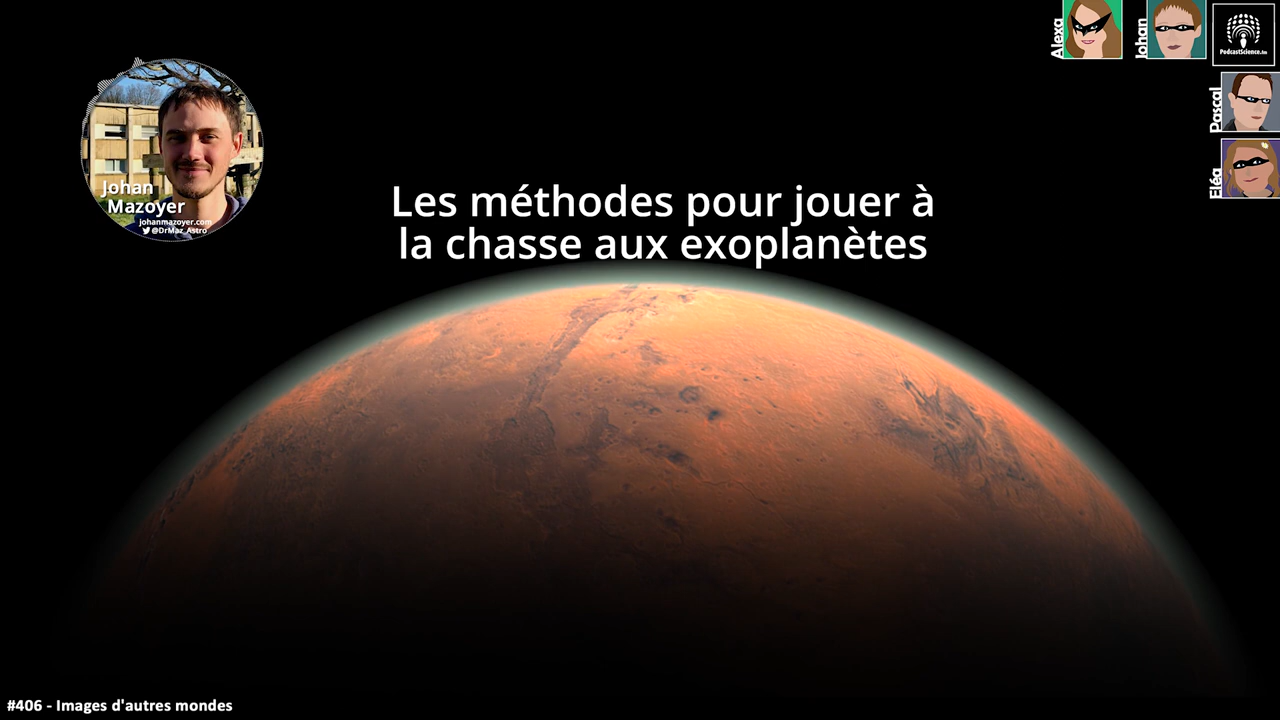 Alexa
Johan
PodcastScience.fm
Pascal
Eléa
Johan
Mazoyer
johanmazoyer.com
@DrMaz_Astro
Les méthodes pour jouer à
la chasse aux exoplanètes
#406 - Images d'autres mondes